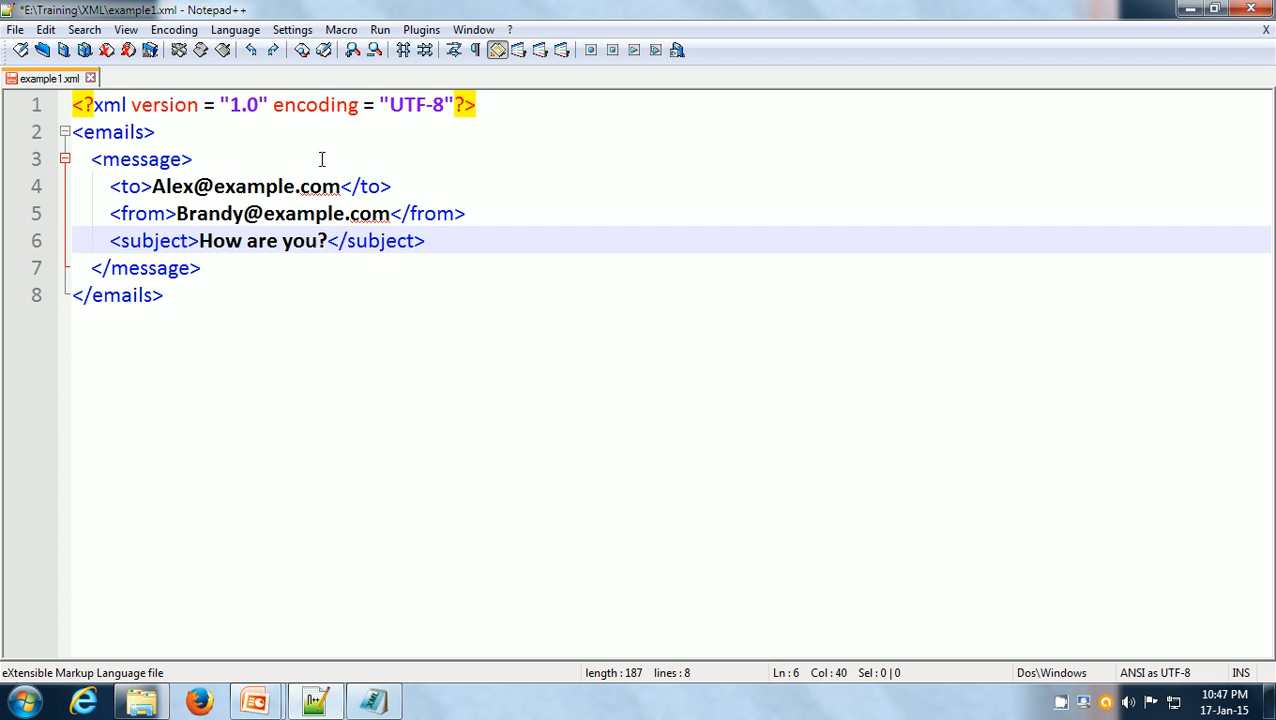 *E:\Training\XML\example1.xml - Notepad++
File Edit Search View Encoding Language Settings Macro Run Plugins Window ? X
example1.xml
1 <?xml version = "1.0" encoding = "UTF-8"?>
2 <emails>
3 <message>
4 <to>Alex@example.com</to>
5 <from>Brandy@example.com</from>
6 <subject>How are you?</subject>
7 </message>
8 </emails>
eXtensible Markup Language file length : 187 lines : 8 Ln : 6 Col : 40 Sel : 0 | 0 Dos\Windows ANSI as UTF-8 INS
10:47 PM
17-Jan-15